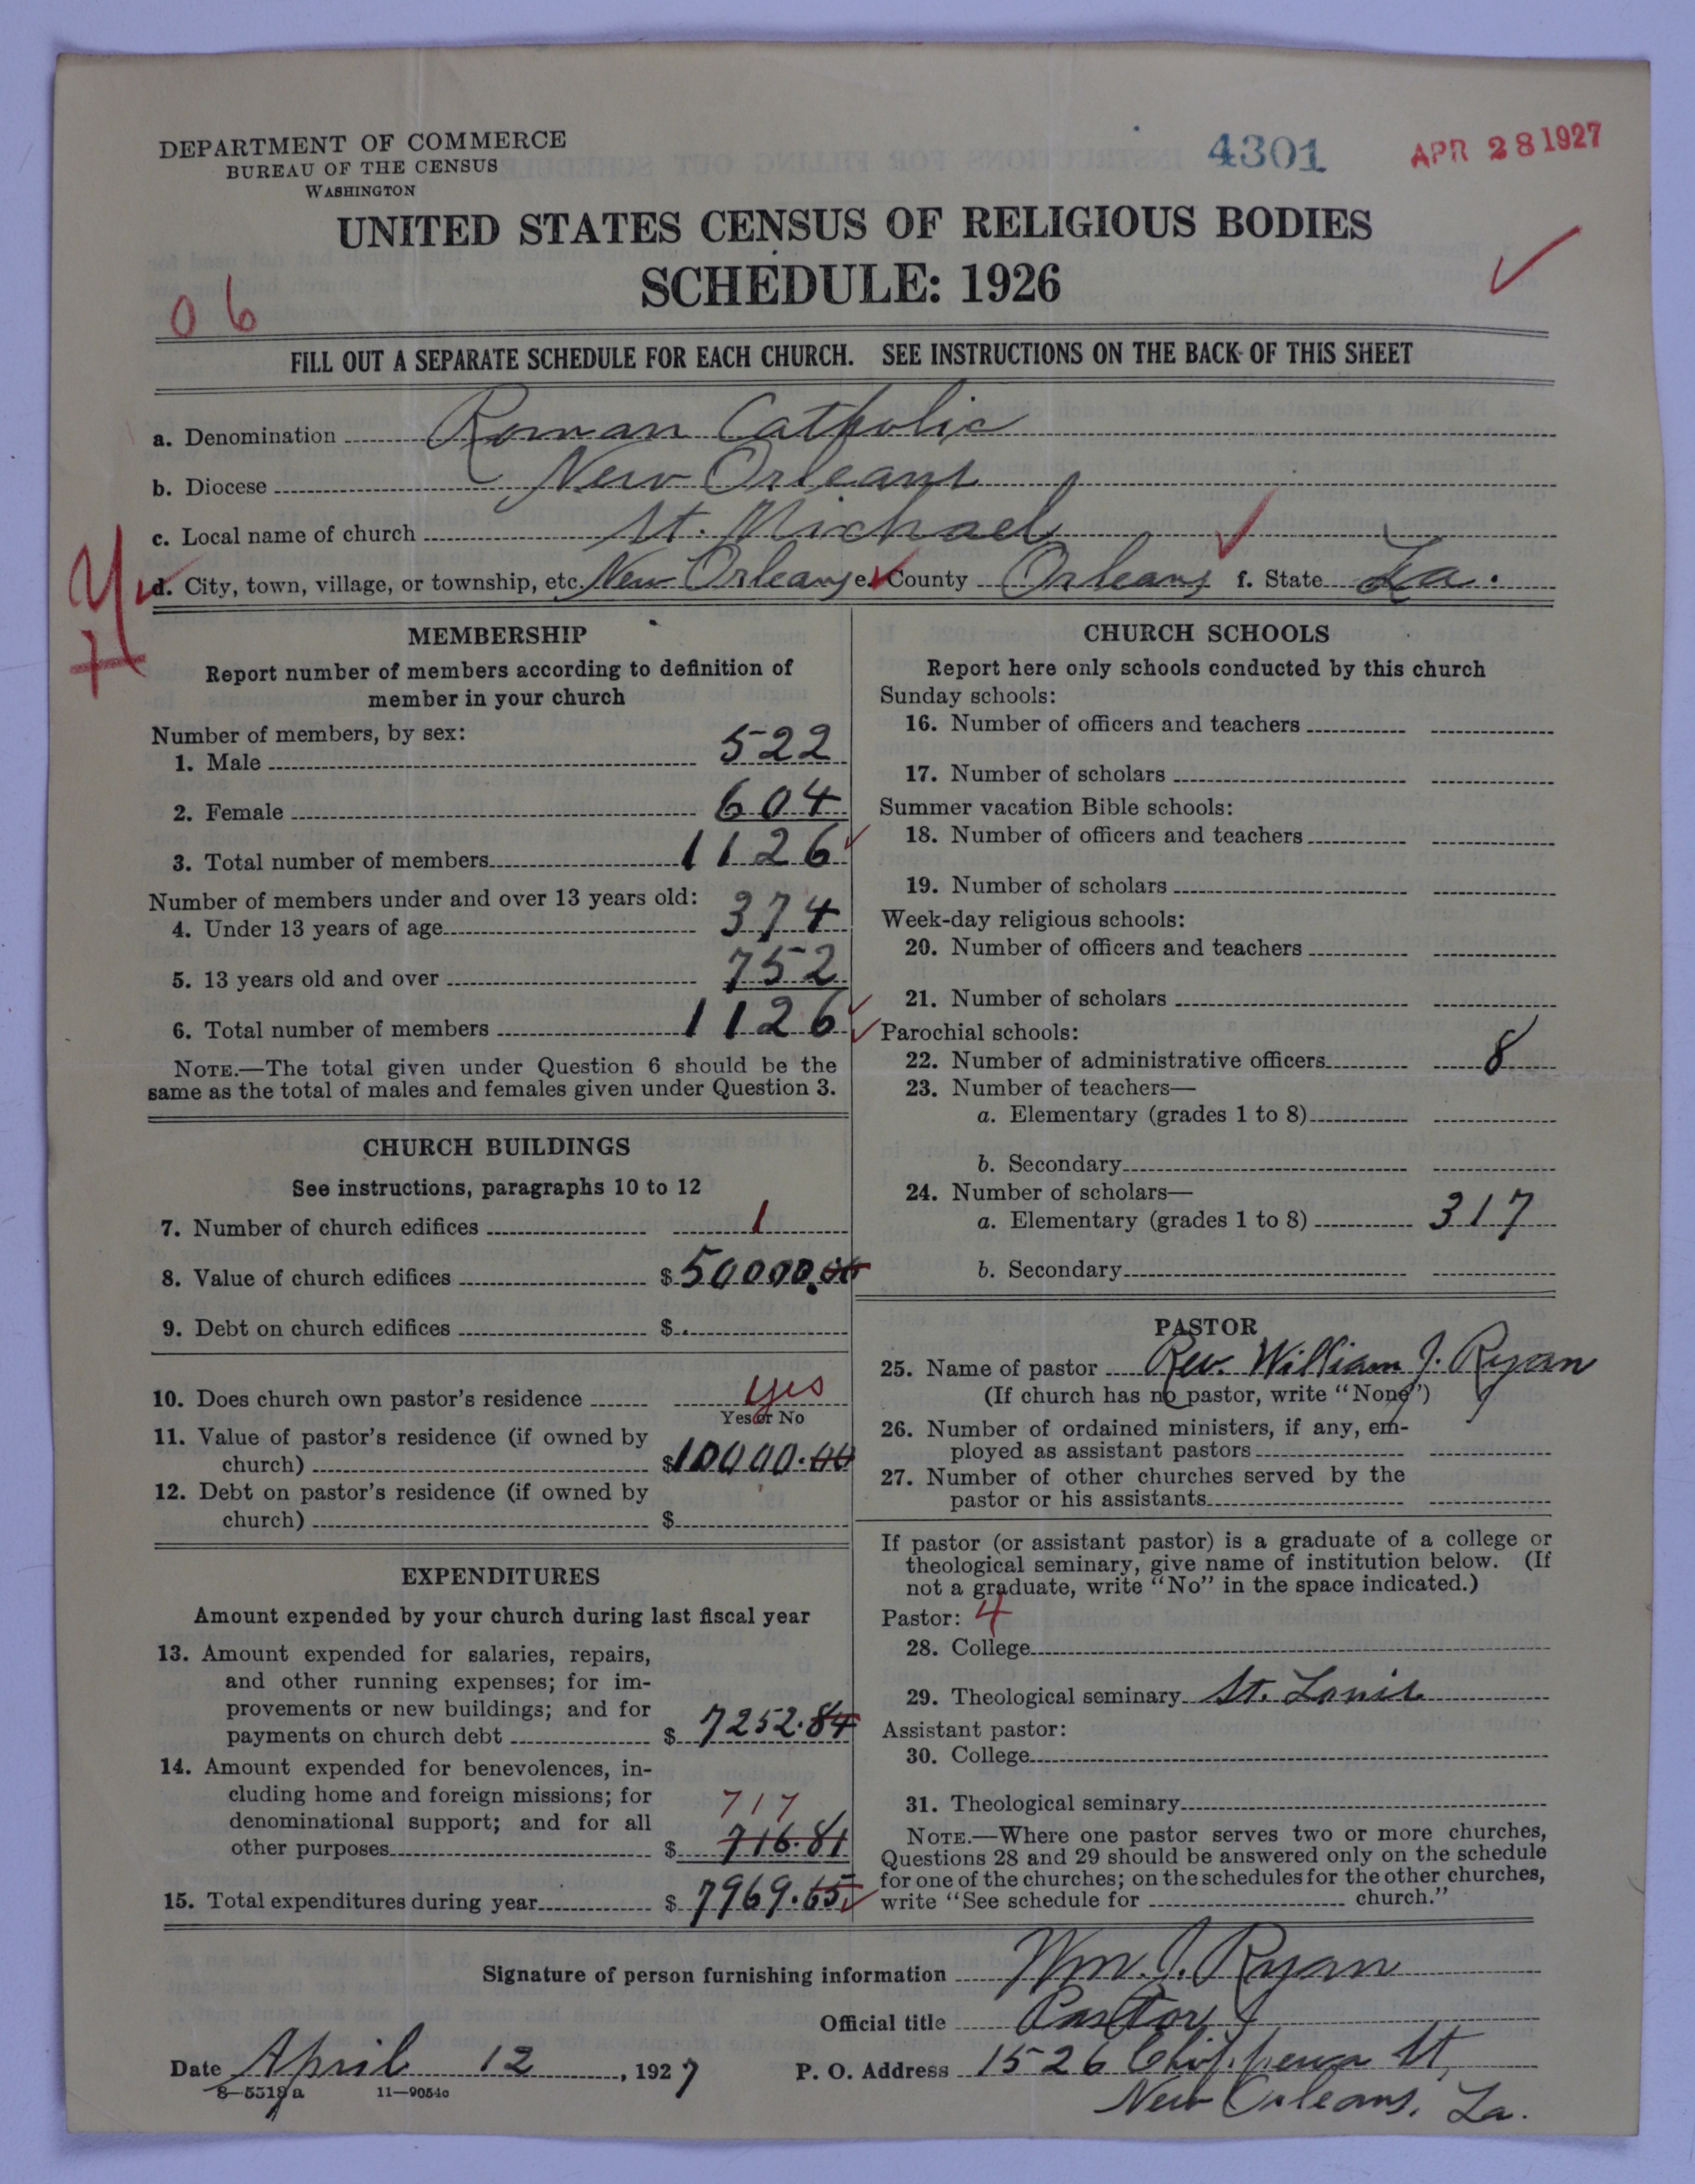 DEPARTMENT OF COMMERCE
BUREAU OF THE CENSUS
WASHINGTON
4301
APR 28 1927
UNITED STATES CENSUS OF RELIGIOUS BODIES
SCHEDULE: 1926
06
FILL OUT A SEPARATE SCHEDULE FOR EACH CHURCH. SEE INSTRUCTIONS ON THE BACK OF THIS SHEET
a. Denomination Roman Catholic
b. Diocese New Orleans
c. Local name of church St. Michael
d. City, town, village, or township, etc. New Orleans e. County Orleans f. State La.
MEMBERSHIP
Report number of members according to definition of
member in your church
Number of members, by sex:
1. Male 522
2. Female 604
3. Total number of members 1126
Number of members under and over 13 years old:
4. Under 13 years of age 374
5. 13 years old and over 752
6. Total number of members 1126
NOTE.—The total given under Question 6 should be the
same as the total of males and females given under Question 3.
CHURCH BUILDINGS
See instructions, paragraphs 10 to 12
7. Number of church edifices 1
8. Value of church edifices $50000.00
9. Debt on church edifices $
10. Does church own pastor's residence yes
Yes or No
11. Value of pastor's residence (if owned by
church) $10000.00
12. Debt on pastor's residence (if owned by
church) $
EXPENDITURES
Amount expended by your church during last fiscal year
13. Amount expended for salaries, repairs,
and other running expenses; for im-
provements or new buildings; and for
payments on church debt $ 7252.84
14. Amount expended for benevolences, in-
cluding home and foreign missions; for
717
denominational support; and for all
other purposes $ 716.81
15. Total expenditures during year $ 7969.65
CHURCH SCHOOLS
Report here only schools conducted by this church
Sunday schools:
16. Number of officers and teachers
17. Number of scholars
Summer vacation Bible schools:
18. Number of officers and teachers
19. Number of scholars
Week-day religious schools:
20. Number of officers and teachers
21. Number of scholars
Parochial schools:
22. Number of administrative officers 8
23. Number of teachers—
a. Elementary (grades 1 to 8)
b. Secondary
24. Number of scholars—
a. Elementary (grades 1 to 8) 317
b. Secondary
PASTOR
25. Name of pastor Rev. William J. Ryan
(If church has no pastor, write "None")
26. Number of ordained ministers, if any, em-
ployed as assistant pastors
27. Number of other churches served by the
pastor or his assistants
If pastor (or assistant pastor) is a graduate of a college or
theological seminary, give name of institution below. (If
not a graduate, write "No" in the space indicated.)
Pastor: 4
28. College
29. Theological seminary St. Louis
Assistant pastor:
30. College
31. Theological seminary
NOTE.—Where one pastor serves two or more churches,
Questions 28 and 29 should be answered only on the schedule
for one of the churches; on the schedules for the other churches,
write "See schedule for church."
Signature of person furnishing information Wm. J. Ryan
Official title Pastor
Date April 12, 1927 P. O. Address 1526 Chippewa St,
New Orleans, La.
8—5518a 11—9054c